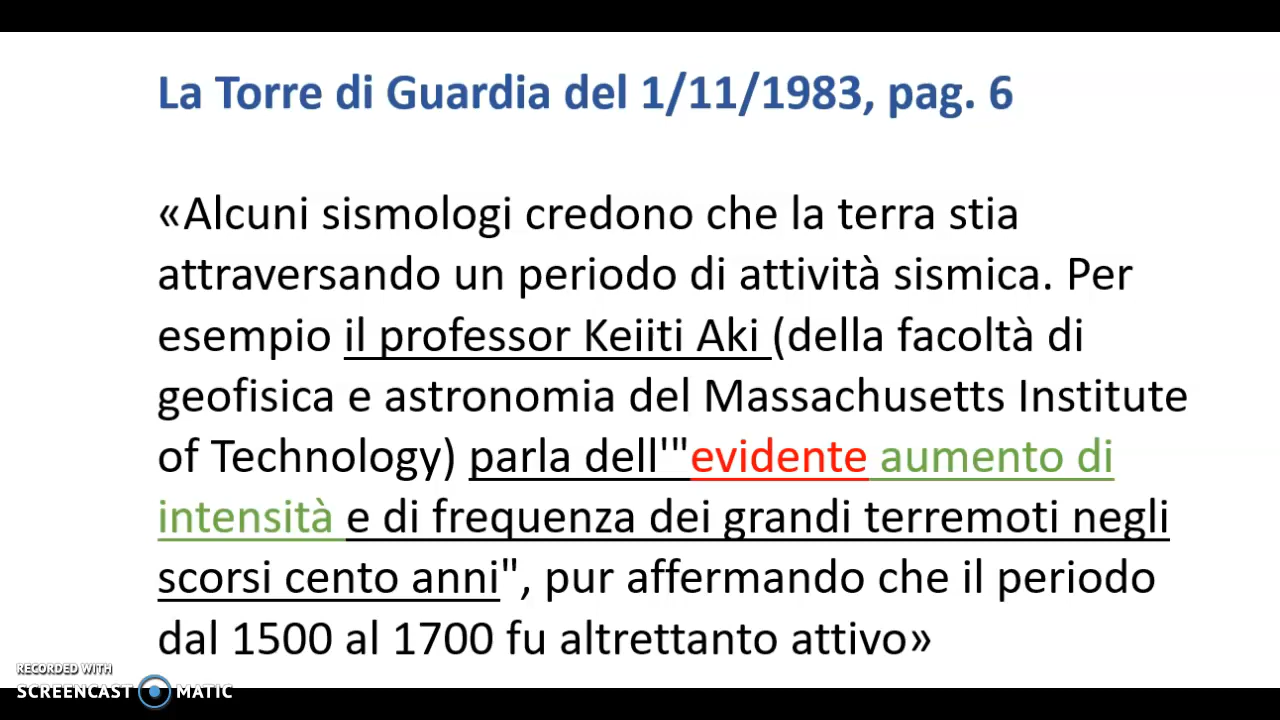 La Torre di Guardia del 1/11/1983, pag. 6
«Alcuni sismologi credono che la terra stia
attraversando un periodo di attività sismica. Per
esempio il professor Keiiti Aki (della facoltà di
geofisica e astronomia del Massachusetts Institute
of Technology) parla dell'"evidente aumento di
intensità e di frequenza dei grandi terremoti negli
scorsi cento anni", pur affermando che il periodo
dal 1500 al 1700 fu altrettanto attivo»
RECORDED WITH
SCREENCAST MATIC